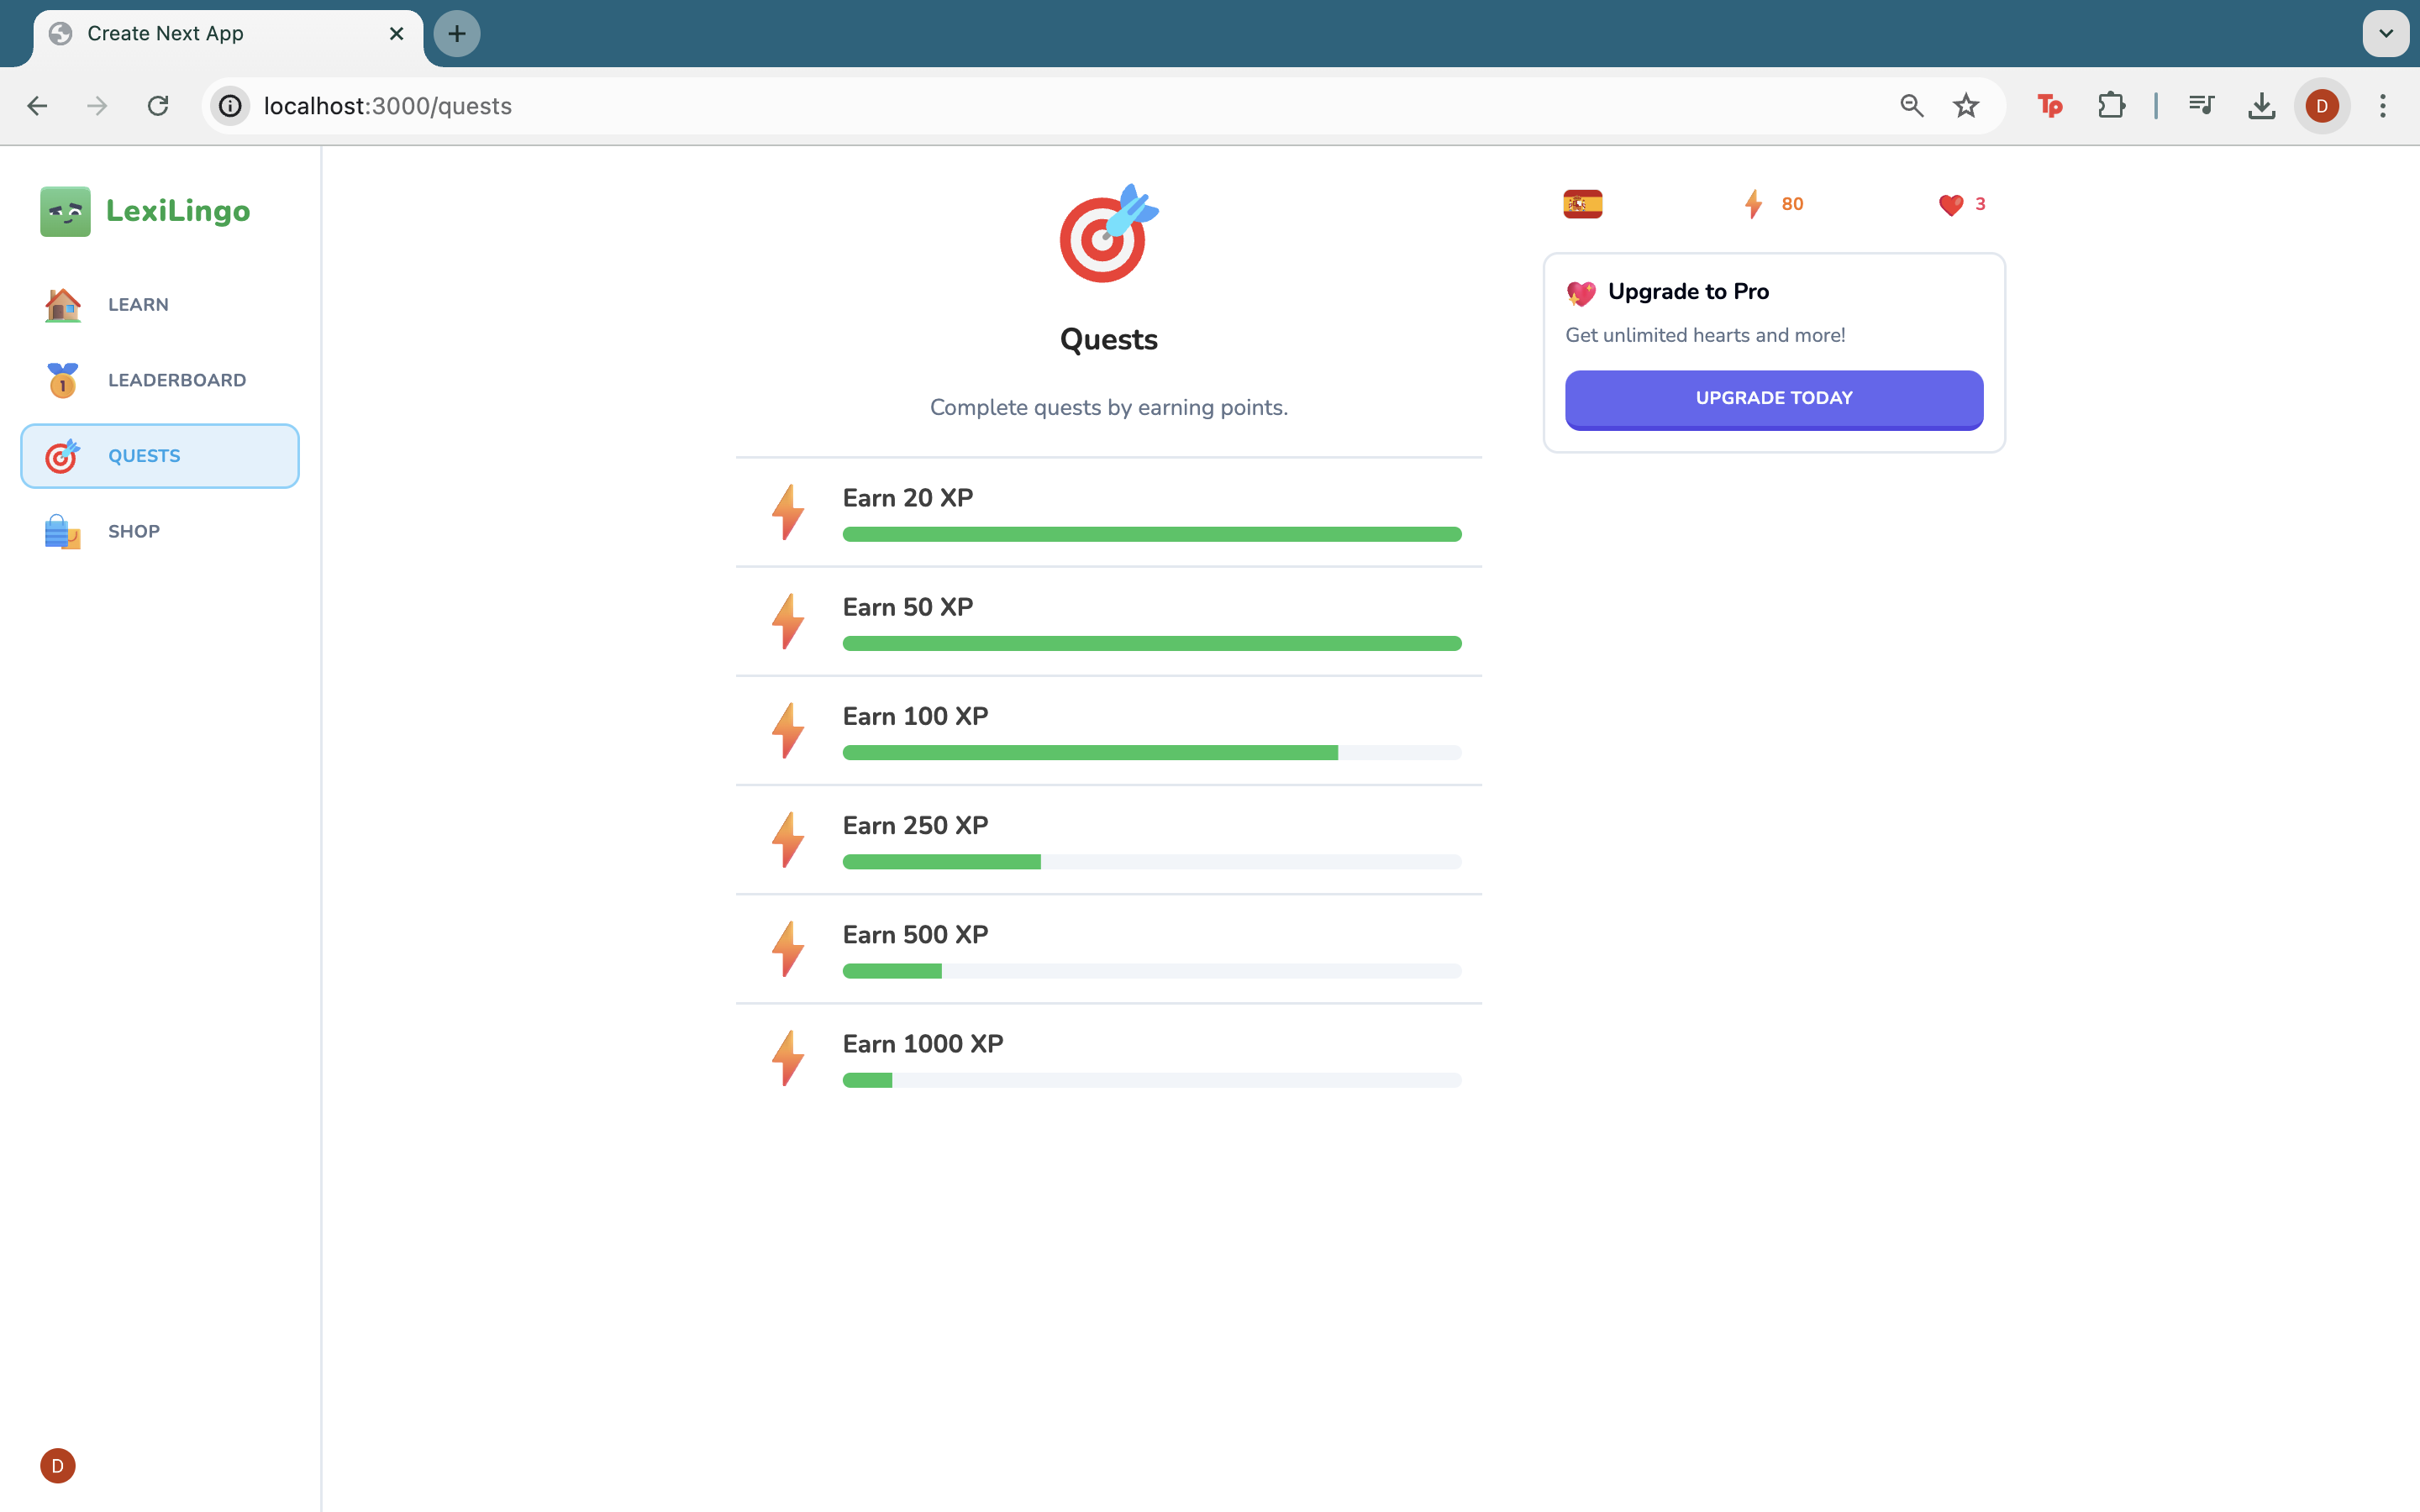 Create Next App
localhost:3000/quests
Tp
D
LexiLingo
LEARN
1
LEADERBOARD
QUESTS
SHOP
D
Quests
Complete quests by earning points.
Earn 20 XP
Earn 50 XP
Earn 100 XP
Earn 250 XP
Earn 500 XP
Earn 1000 XP
80
3
Upgrade to Pro
Get unlimited hearts and more!
UPGRADE TODAY